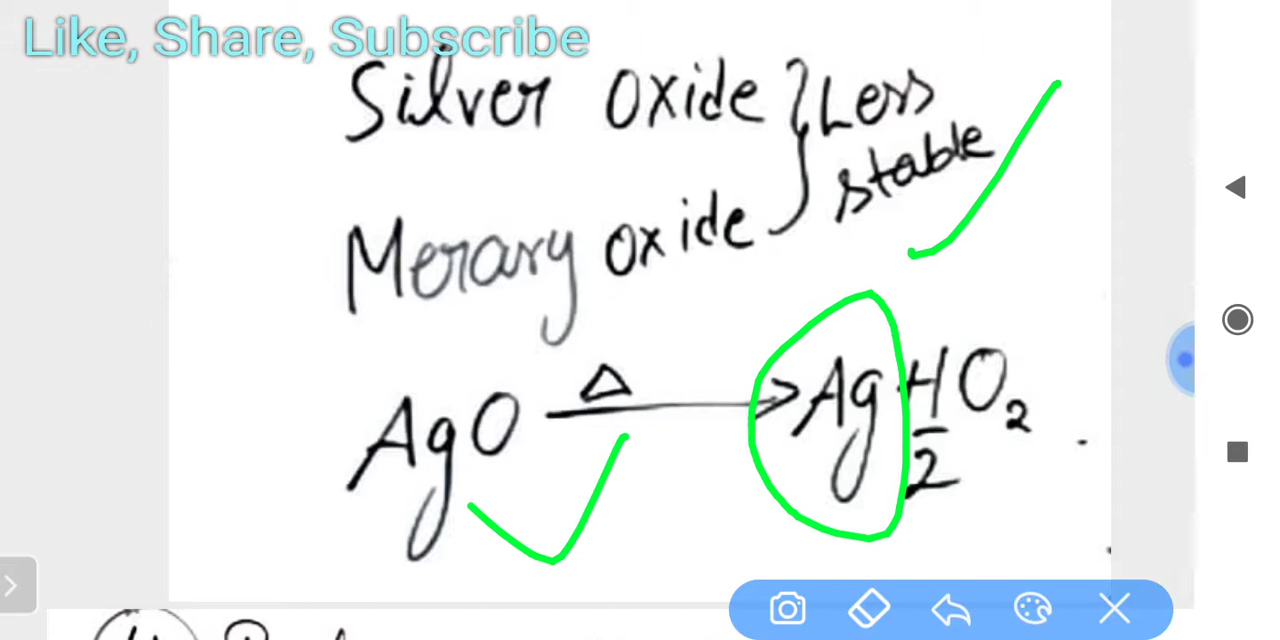 Like, Share, Subscribe
Silver oxide } Less stable
Merary oxide
AgO →Δ Ag + 1/2 O₂